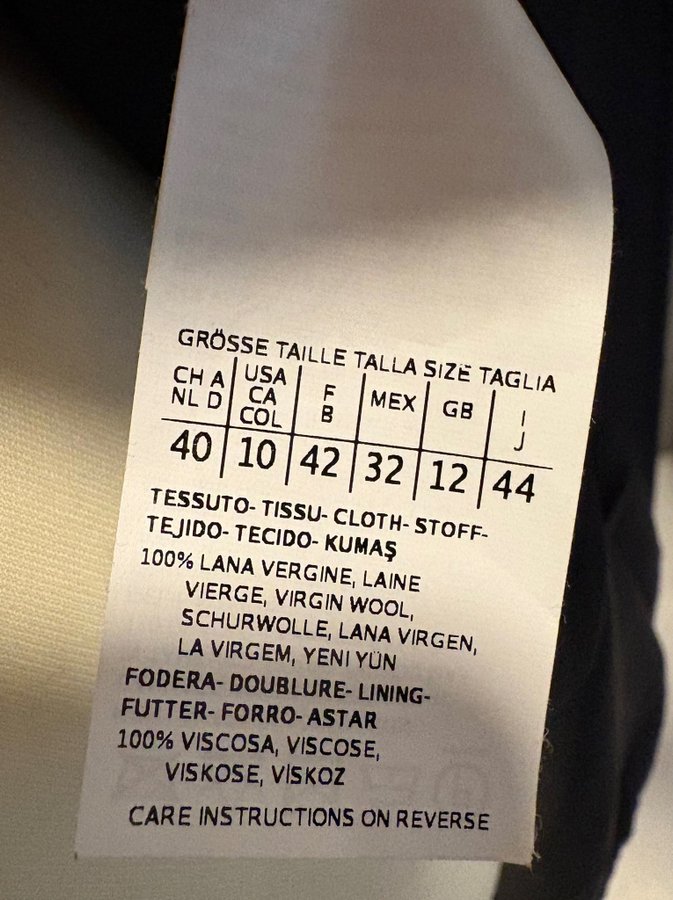 GRÖSSE TAILLE TALLA SIZE TAGLIA
CH A NL D | USA CA COL | F B | MEX | GB | I J
40 | 10 | 42 | 32 | 12 | 44
TESSUTO- TISSU- CLOTH- STOFF-
TEJIDO- TECIDO- KUMAŞ
100% LANA VERGINE, LAINE
VIERGE, VIRGIN WOOL,
SCHURWOLLE, LANA VIRGEN,
LA VIRGEM, YENI YÜN
FODERA- DOUBLURE- LINING-
FUTTER- FORRO- ASTAR
100% VISCOSA, VISCOSE,
VISKOSE, VİSKOZ
CARE INSTRUCTIONS ON REVERSE